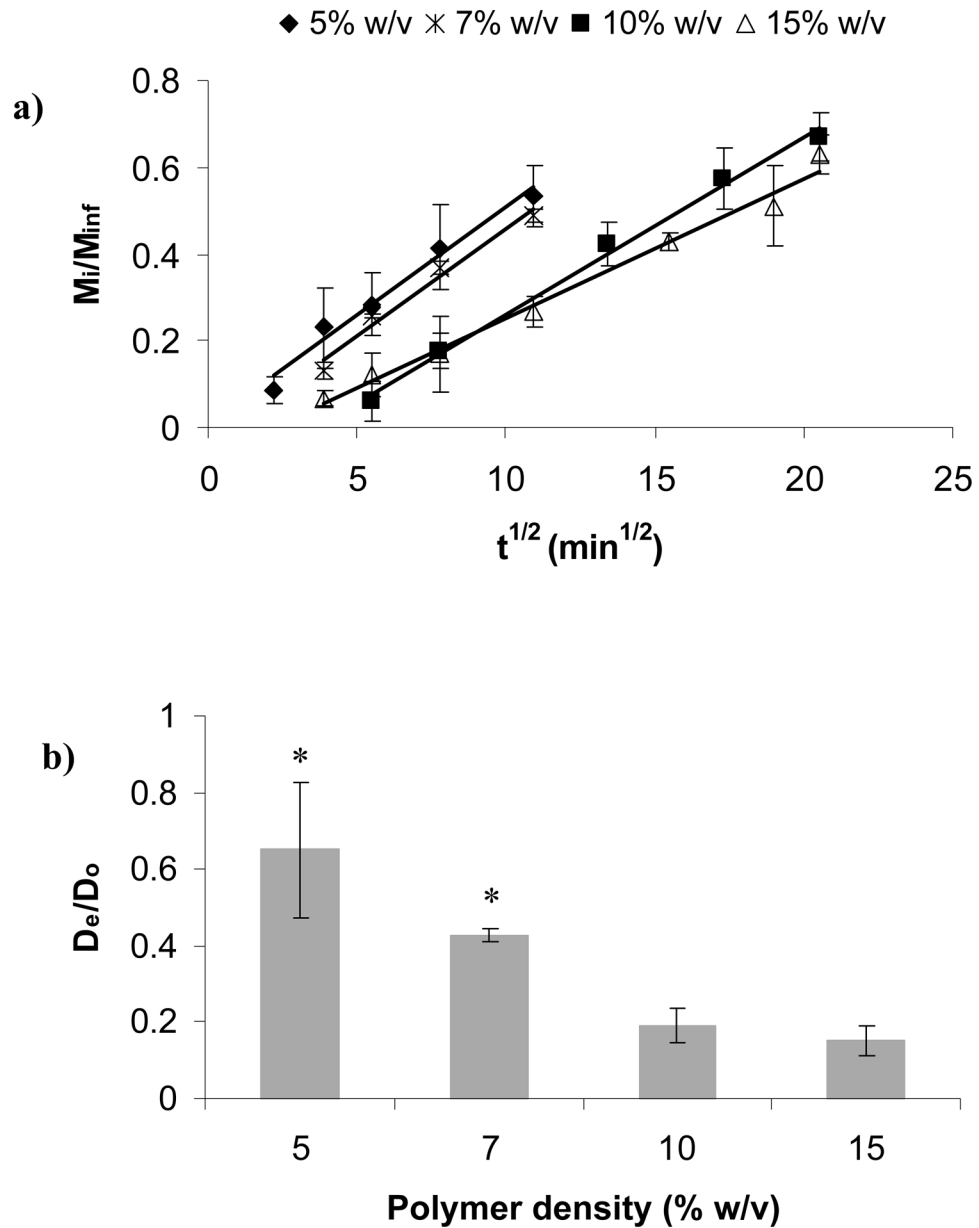 ◆ 5% w/v ⚹ 7% w/v ■ 10% w/v △ 15% w/v
a)
0.8
0.6
0.4
0.2
0
Mi/Minf
0 5 10 15 20 25
t1/2 (min1/2)
b)
1
0.8
0.6
0.4
0.2
0
De/Do
* *
5 7 10 15
Polymer density (% w/v)